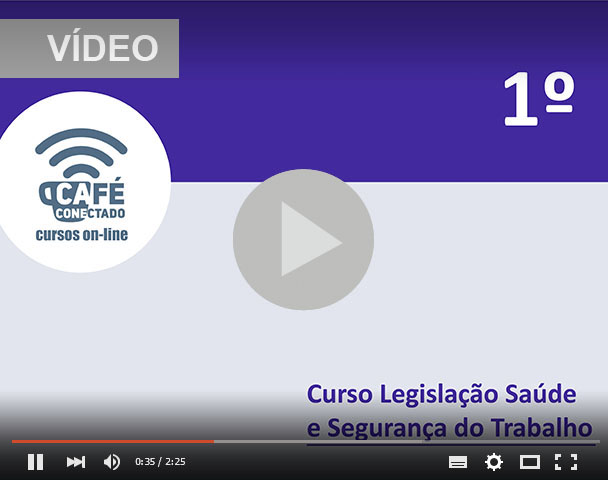 VÍDEO
1º
CAFÉ
CONECTADO
cursos on-line
Curso Legislação Saúde
e Segurança do Trabalho
0:35 / 2:25